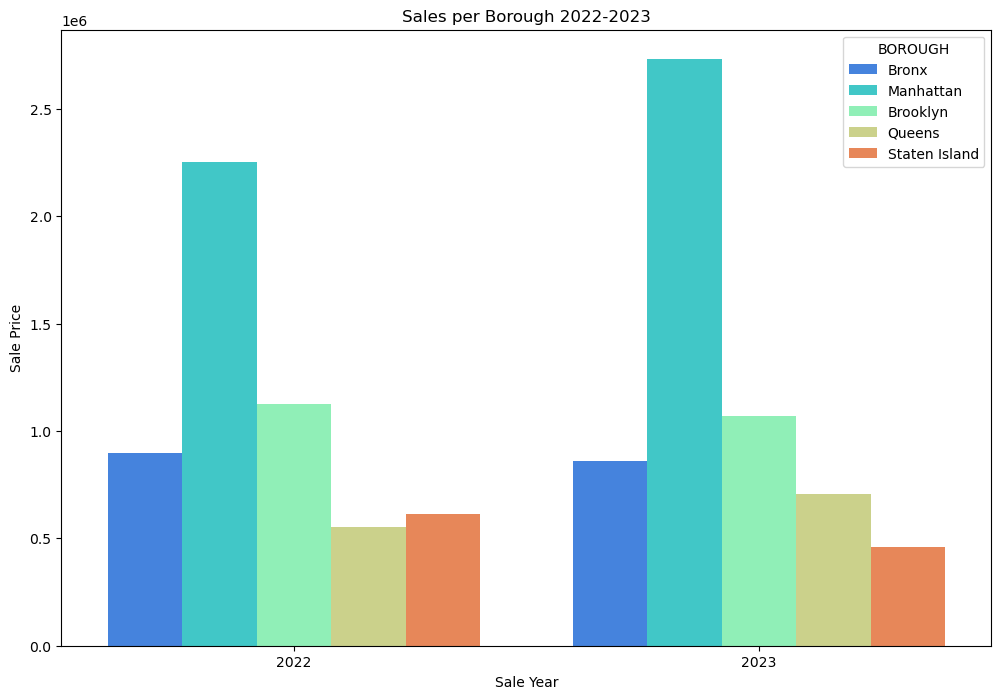 Sales per Borough 2022-2023
1e6
BOROUGH
Bronx
Manhattan
Brooklyn
Queens
Staten Island
2.5
2.0
1.5
1.0
0.5
0.0
Sale Price
2022
2023
Sale Year